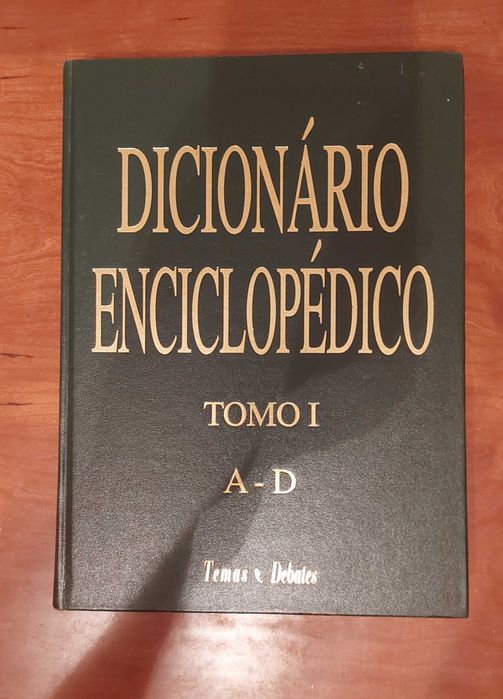 DICIONÁRIO
ENCICLOPÉDICO
TOMO I
A - D
Temas e Debates